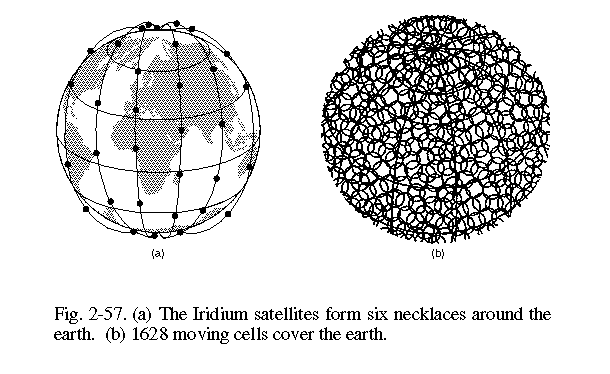 (a)
(b)
Fig. 2-57. (a) The Iridium satellites form six necklaces around the
earth. (b) 1628 moving cells cover the earth.